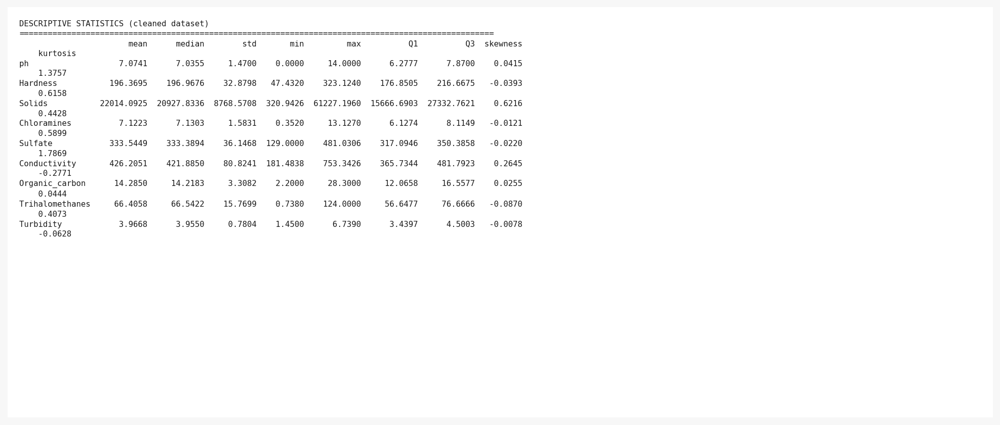 DESCRIPTIVE STATISTICS (cleaned dataset)
====================================================================================================
                       mean      median        std       min         max          Q1          Q3  skewness
    kurtosis
ph                   7.0741      7.0355     1.4700    0.0000     14.0000      6.2777      7.8700    0.0415
    1.3757
Hardness           196.3695    196.9676    32.8798   47.4320    323.1240    176.8505    216.6675   -0.0393
    0.6158
Solids           22014.0925  20927.8336  8768.5708  320.9426  61227.1960  15666.6903  27332.7621    0.6216
    0.4428
Chloramines          7.1223      7.1303     1.5831    0.3520     13.1270      6.1274      8.1149   -0.0121
    0.5899
Sulfate            333.5449    333.3894    36.1468  129.0000    481.0306    317.0946    350.3858   -0.0220
    1.7869
Conductivity       426.2051    421.8850    80.8241  181.4838    753.3426    365.7344    481.7923    0.2645
    -0.2771
Organic_carbon      14.2850     14.2183     3.3082    2.2000     28.3000     12.0658     16.5577    0.0255
    0.0444
Trihalomethanes     66.4058     66.5422    15.7699    0.7380    124.0000     56.6477     76.6666   -0.0870
    0.4073
Turbidity            3.9668      3.9550     0.7804    1.4500      6.7390      3.4397      4.5003   -0.0078
    -0.0628